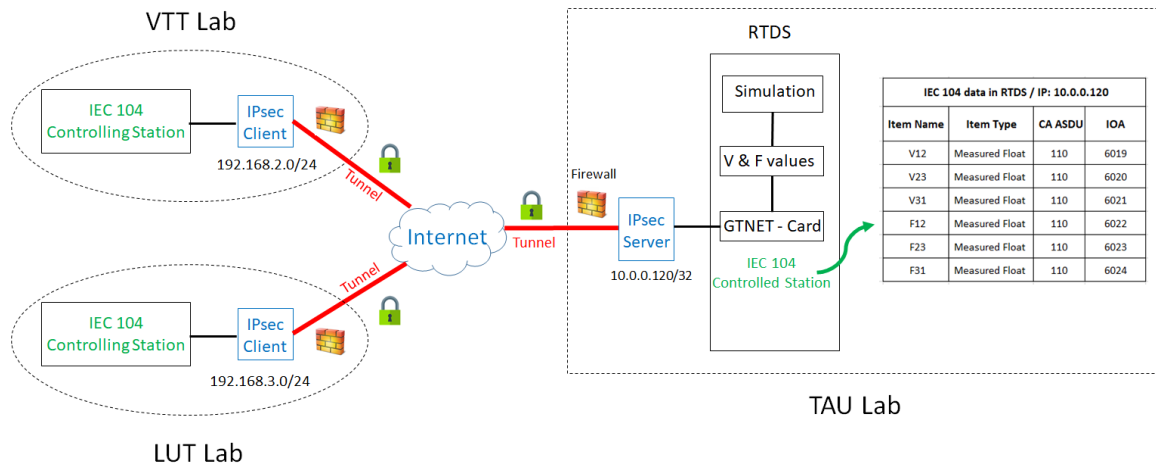 VTT Lab
IEC 104
Controlling Station
IPsec
Client
192.168.2.0/24
Tunnel
Internet
Tunnel
IEC 104
Controlling Station
IPsec
Client
192.168.3.0/24
Tunnel
LUT Lab
Firewall
IPsec
Server
10.0.0.120/32
RTDS
Simulation
V & F values
GTNET - Card
IEC 104
Controlled Station
IEC 104 data in RTDS / IP: 10.0.0.120
Item Name Item Type CA ASDU IOA
V12 Measured Float 110 6019
V23 Measured Float 110 6020
V31 Measured Float 110 6021
F12 Measured Float 110 6022
F23 Measured Float 110 6023
F31 Measured Float 110 6024
TAU Lab